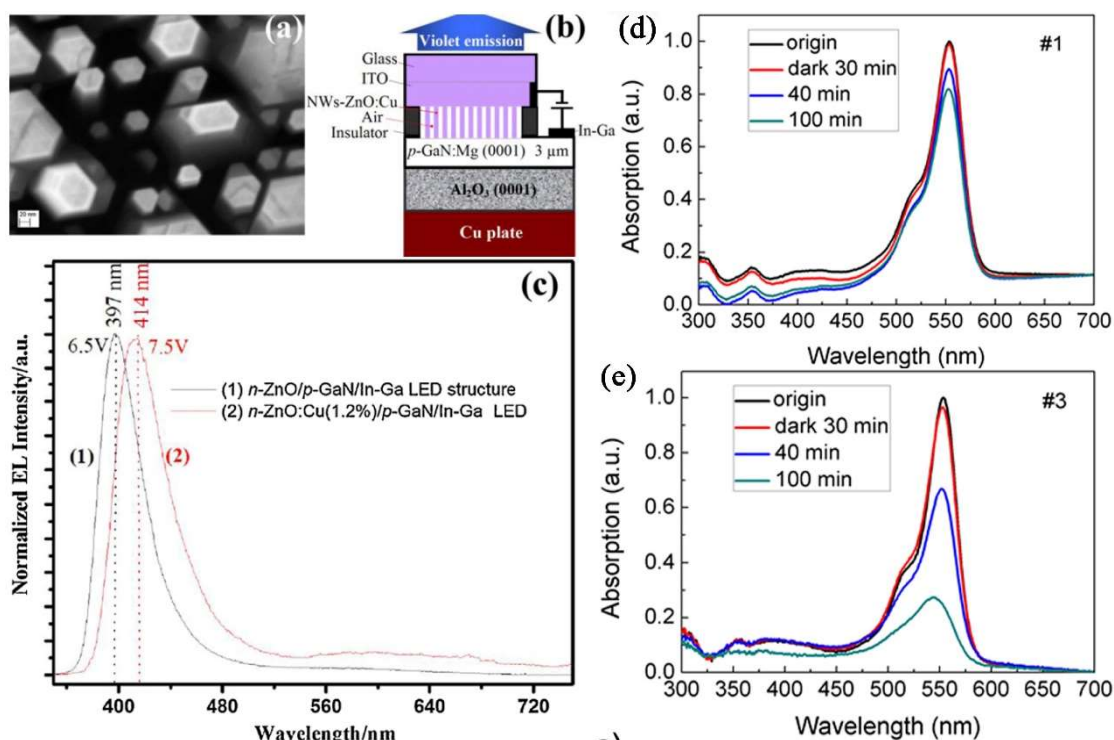 (a)
20 nm
Violet emission
(b)
Glass
ITO
NWs-ZnO:Cu
Air
Insulator
In-Ga
p-GaN:Mg (0001) 3 µm
Al₂O₃ (0001)
Cu plate
(c)
397 nm
414 nm
6.5V
7.5V
(1) n-ZnO/p-GaN/In-Ga LED structure
(2) n-ZnO:Cu(1.2%)/p-GaN/In-Ga LED
(1)
(2)
Normalized EL Intensity/a.u.
400 480 560 640 720
Wavelength/nm
(d)
origin
dark 30 min
40 min
100 min
#1
Absorption (a.u.)
1.0
0.8
0.6
0.4
0.2
0.0
300 350 400 450 500 550 600 650 700
Wavelength (nm)
(e)
origin
dark 30 min
40 min
100 min
#3
Absorption (a.u.)
1.0
0.8
0.6
0.4
0.2
0.0
300 350 400 450 500 550 600 650 700
Wavelength (nm)